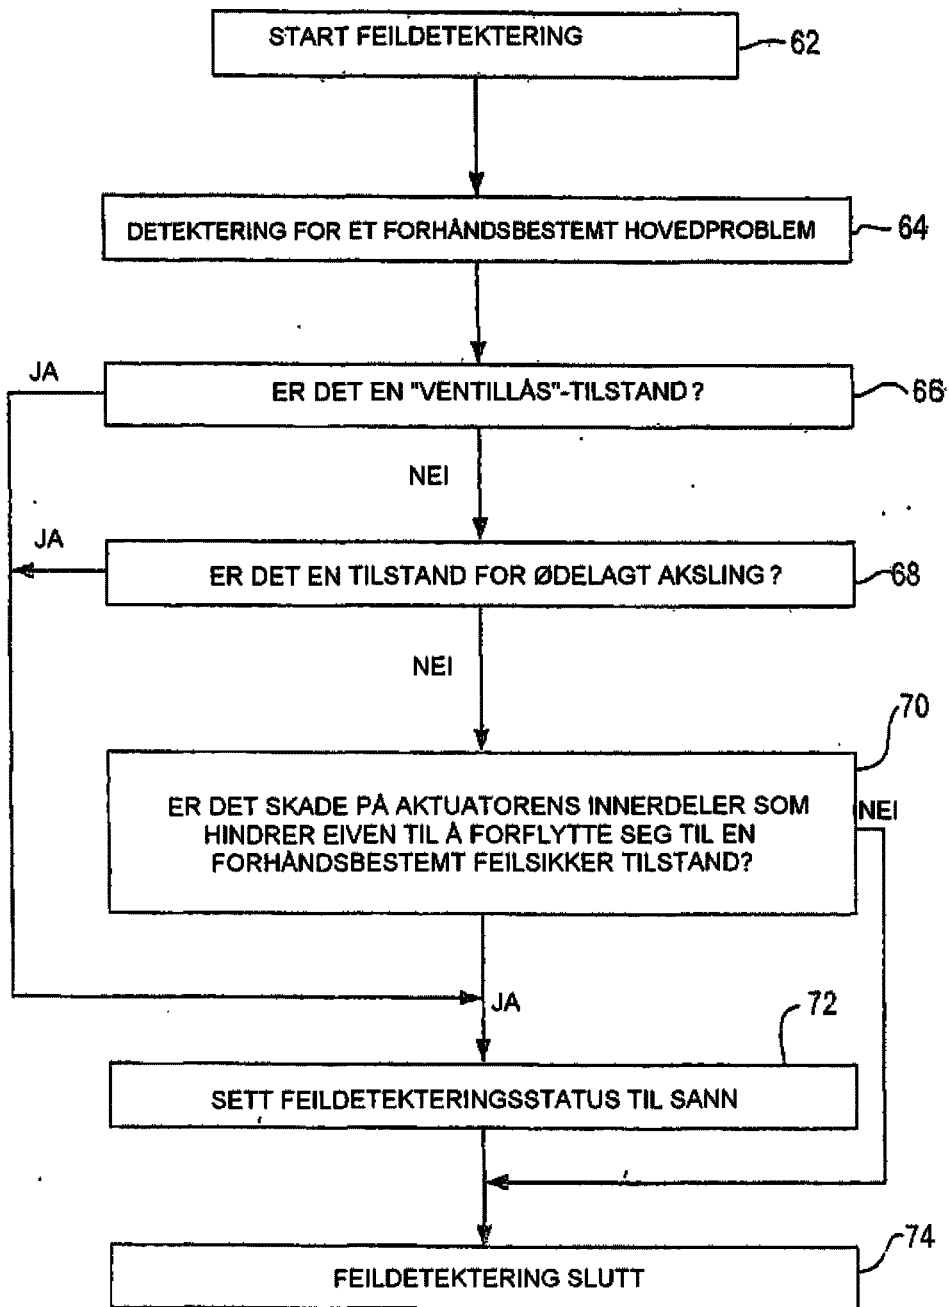 START FEILDETEKTERING
62
DETEKTERING FOR ET FORHÅNDSBESTEMT HOVEDPROBLEM
64
JA
ER DET EN "VENTILLÅS"-TILSTAND?
66
NEI
JA
ER DET EN TILSTAND FOR ØDELAGT AKSLING?
68
NEI
70
ER DET SKADE PÅ AKTUATORENS INNERDELER SOM
HINDRER EIVEN TIL Å FORFLYTTE SEG TIL EN
FORHÅNDSBESTEMT FEILSIKKER TILSTAND?
NEI
JA
72
SETT FEILDETEKTERINGSSTATUS TIL SANN
74
FEILDETEKTERING SLUTT